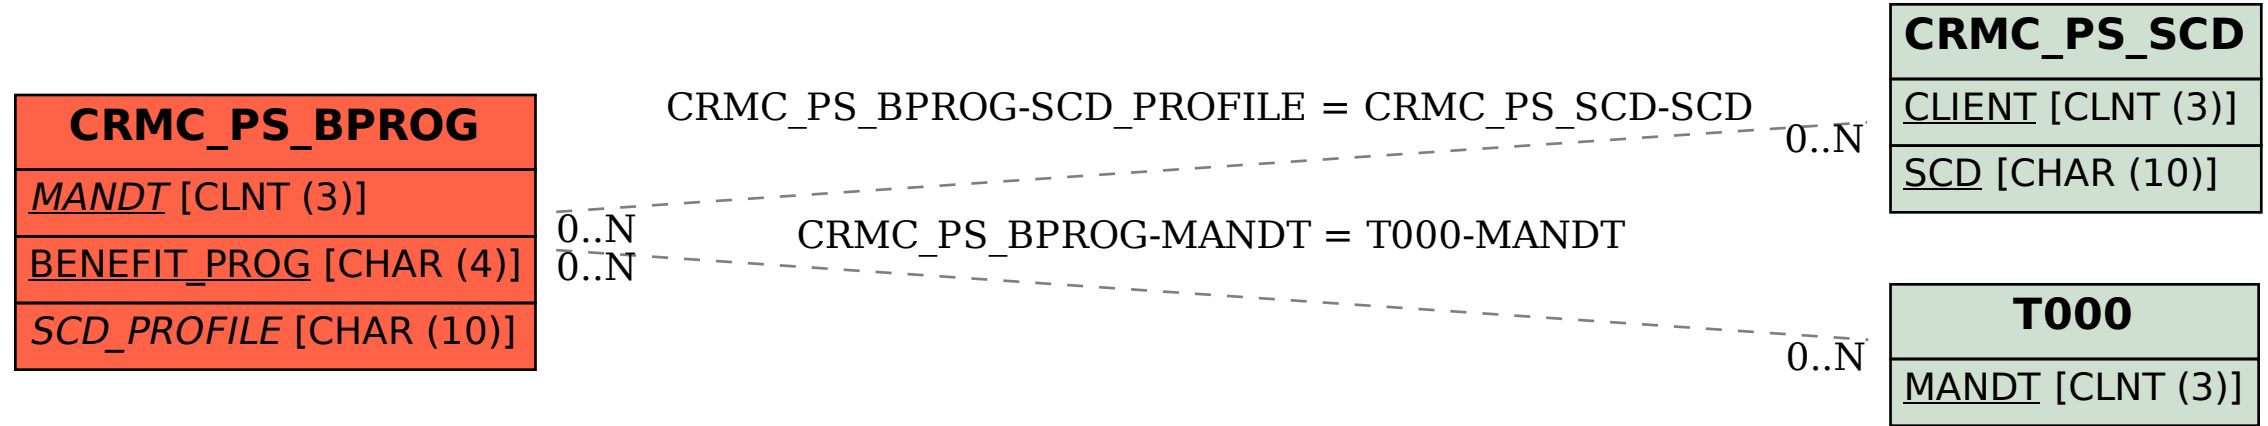 CRMC_PS_BPROG
MANDT [CLNT (3)]
BENEFIT_PROG [CHAR (4)]
SCD_PROFILE [CHAR (10)]
CRMC_PS_BPROG-SCD_PROFILE = CRMC_PS_SCD-SCD
0..N
0..N
CRMC_PS_BPROG-MANDT = T000-MANDT
0..N
0..N
CRMC_PS_SCD
CLIENT [CLNT (3)]
SCD [CHAR (10)]
T000
MANDT [CLNT (3)]